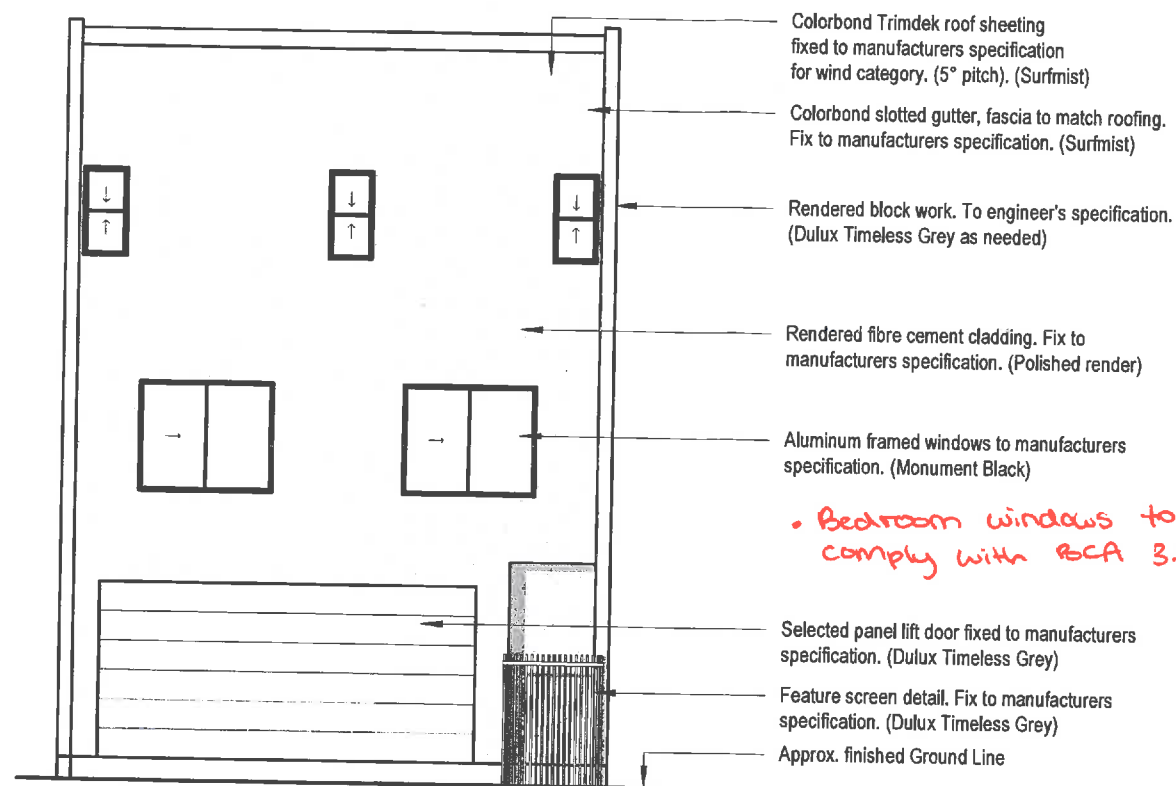 Colorbond Trimdek roof sheeting
fixed to manufacturers specification
for wind category. (5° pitch). (Surfmist)
Colorbond slotted gutter, fascia to match roofing.
Fix to manufacturers specification. (Surfmist)
Rendered block work. To engineer's specification.
(Dulux Timeless Grey as needed)
Rendered fibre cement cladding. Fix to
manufacturers specification. (Polished render)
Aluminum framed windows to manufacturers
specification. (Monument Black)
• Bedroom windows to
comply with BCA 3.
Selected panel lift door fixed to manufacturers
specification. (Dulux Timeless Grey)
Feature screen detail. Fix to manufacturers
specification. (Dulux Timeless Grey)
Approx. finished Ground Line